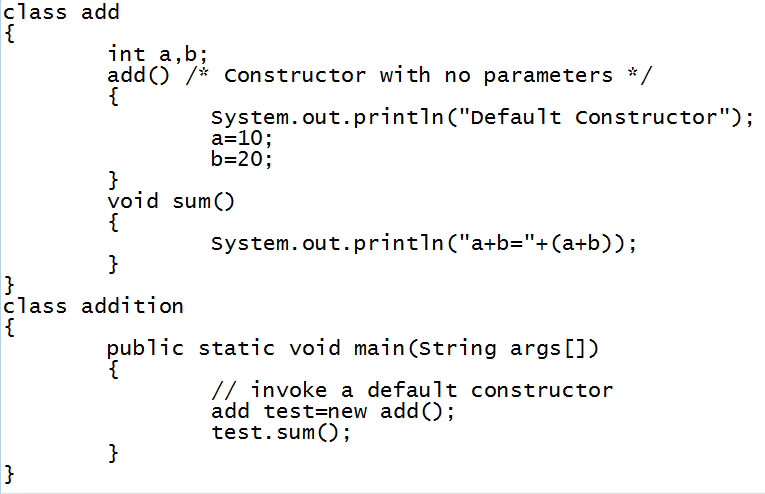 class add
{
int a,b;
add() /* Constructor with no parameters */
{
System.out.println("Default Constructor");
a=10;
b=20;
}
void sum()
{
System.out.println("a+b="+(a+b));
}
}
class addition
{
public static void main(String args[])
{
// invoke a default constructor
add test=new add();
test.sum();
}
}